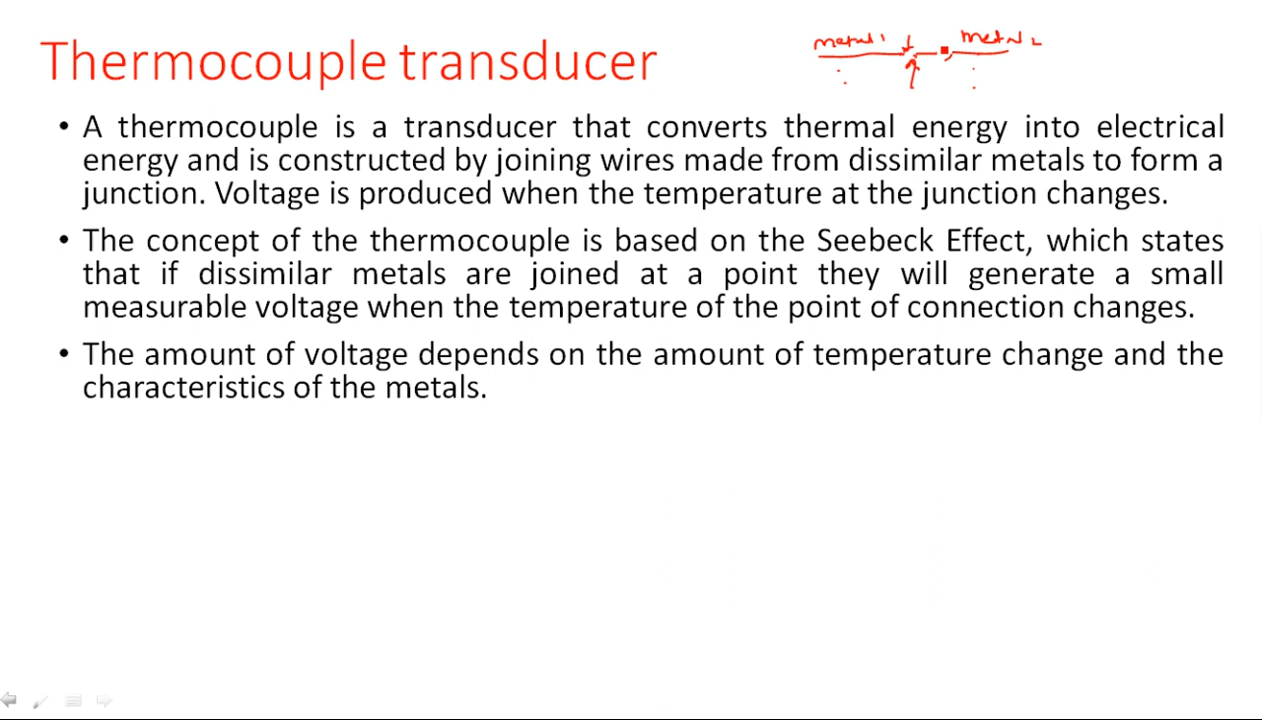 Thermocouple transducer
metal 1 metal 2
• A thermocouple is a transducer that converts thermal energy into electrical
energy and is constructed by joining wires made from dissimilar metals to form a
junction. Voltage is produced when the temperature at the junction changes.
• The concept of the thermocouple is based on the Seebeck Effect, which states
that if dissimilar metals are joined at a point they will generate a small
measurable voltage when the temperature of the point of connection changes.
• The amount of voltage depends on the amount of temperature change and the
characteristics of the metals.